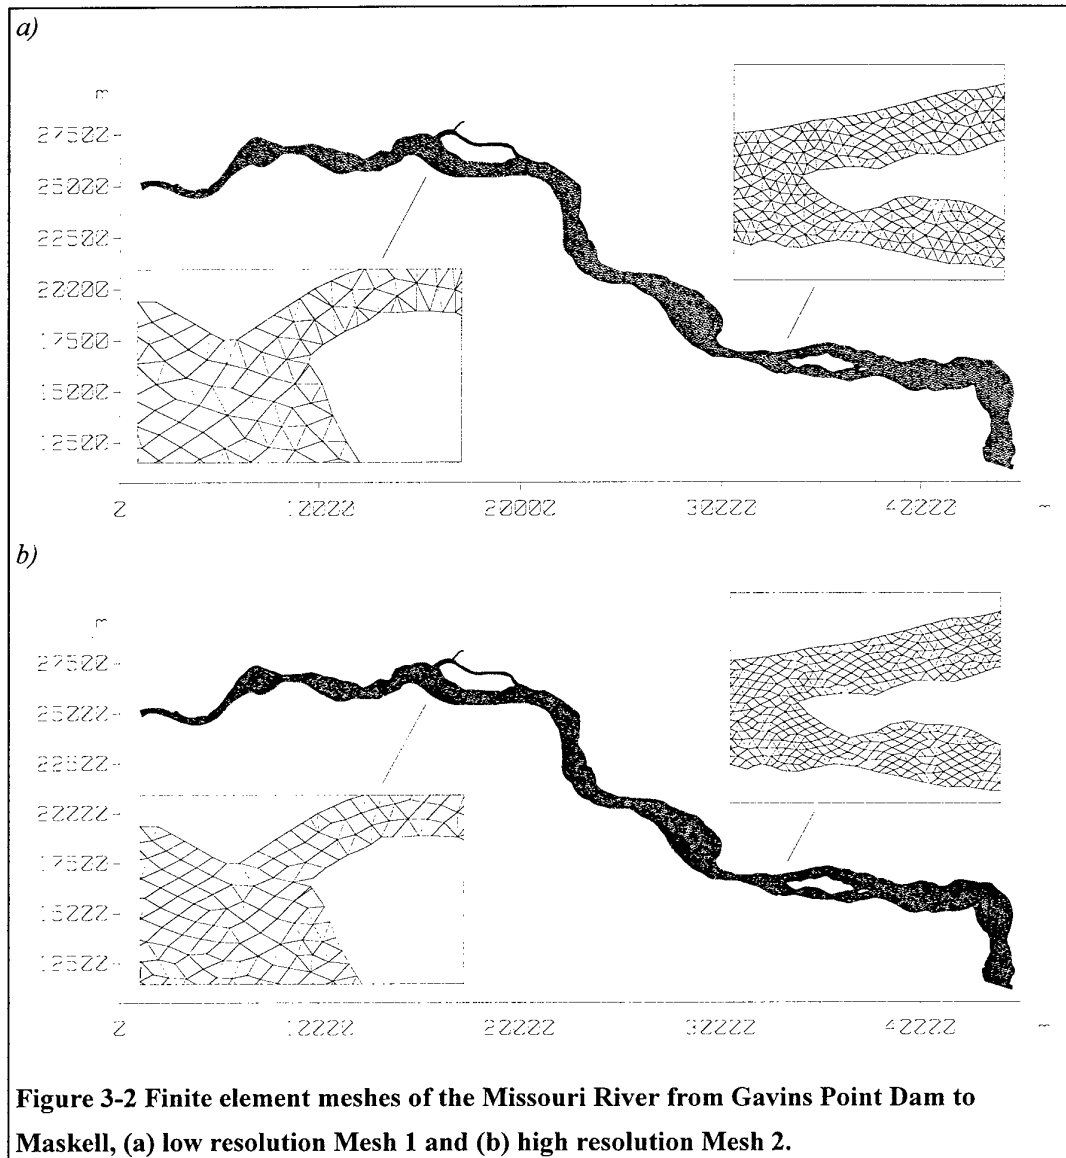 a)
m
27500
25000
22500
20000
17500
15000
12500
0 10000 20000 30000 40000 m
b)
m
27500
25000
22500
20000
17500
15000
12500
0 10000 20000 30000 40000 m
Figure 3-2 Finite element meshes of the Missouri River from Gavins Point Dam to
Maskell, (a) low resolution Mesh 1 and (b) high resolution Mesh 2.